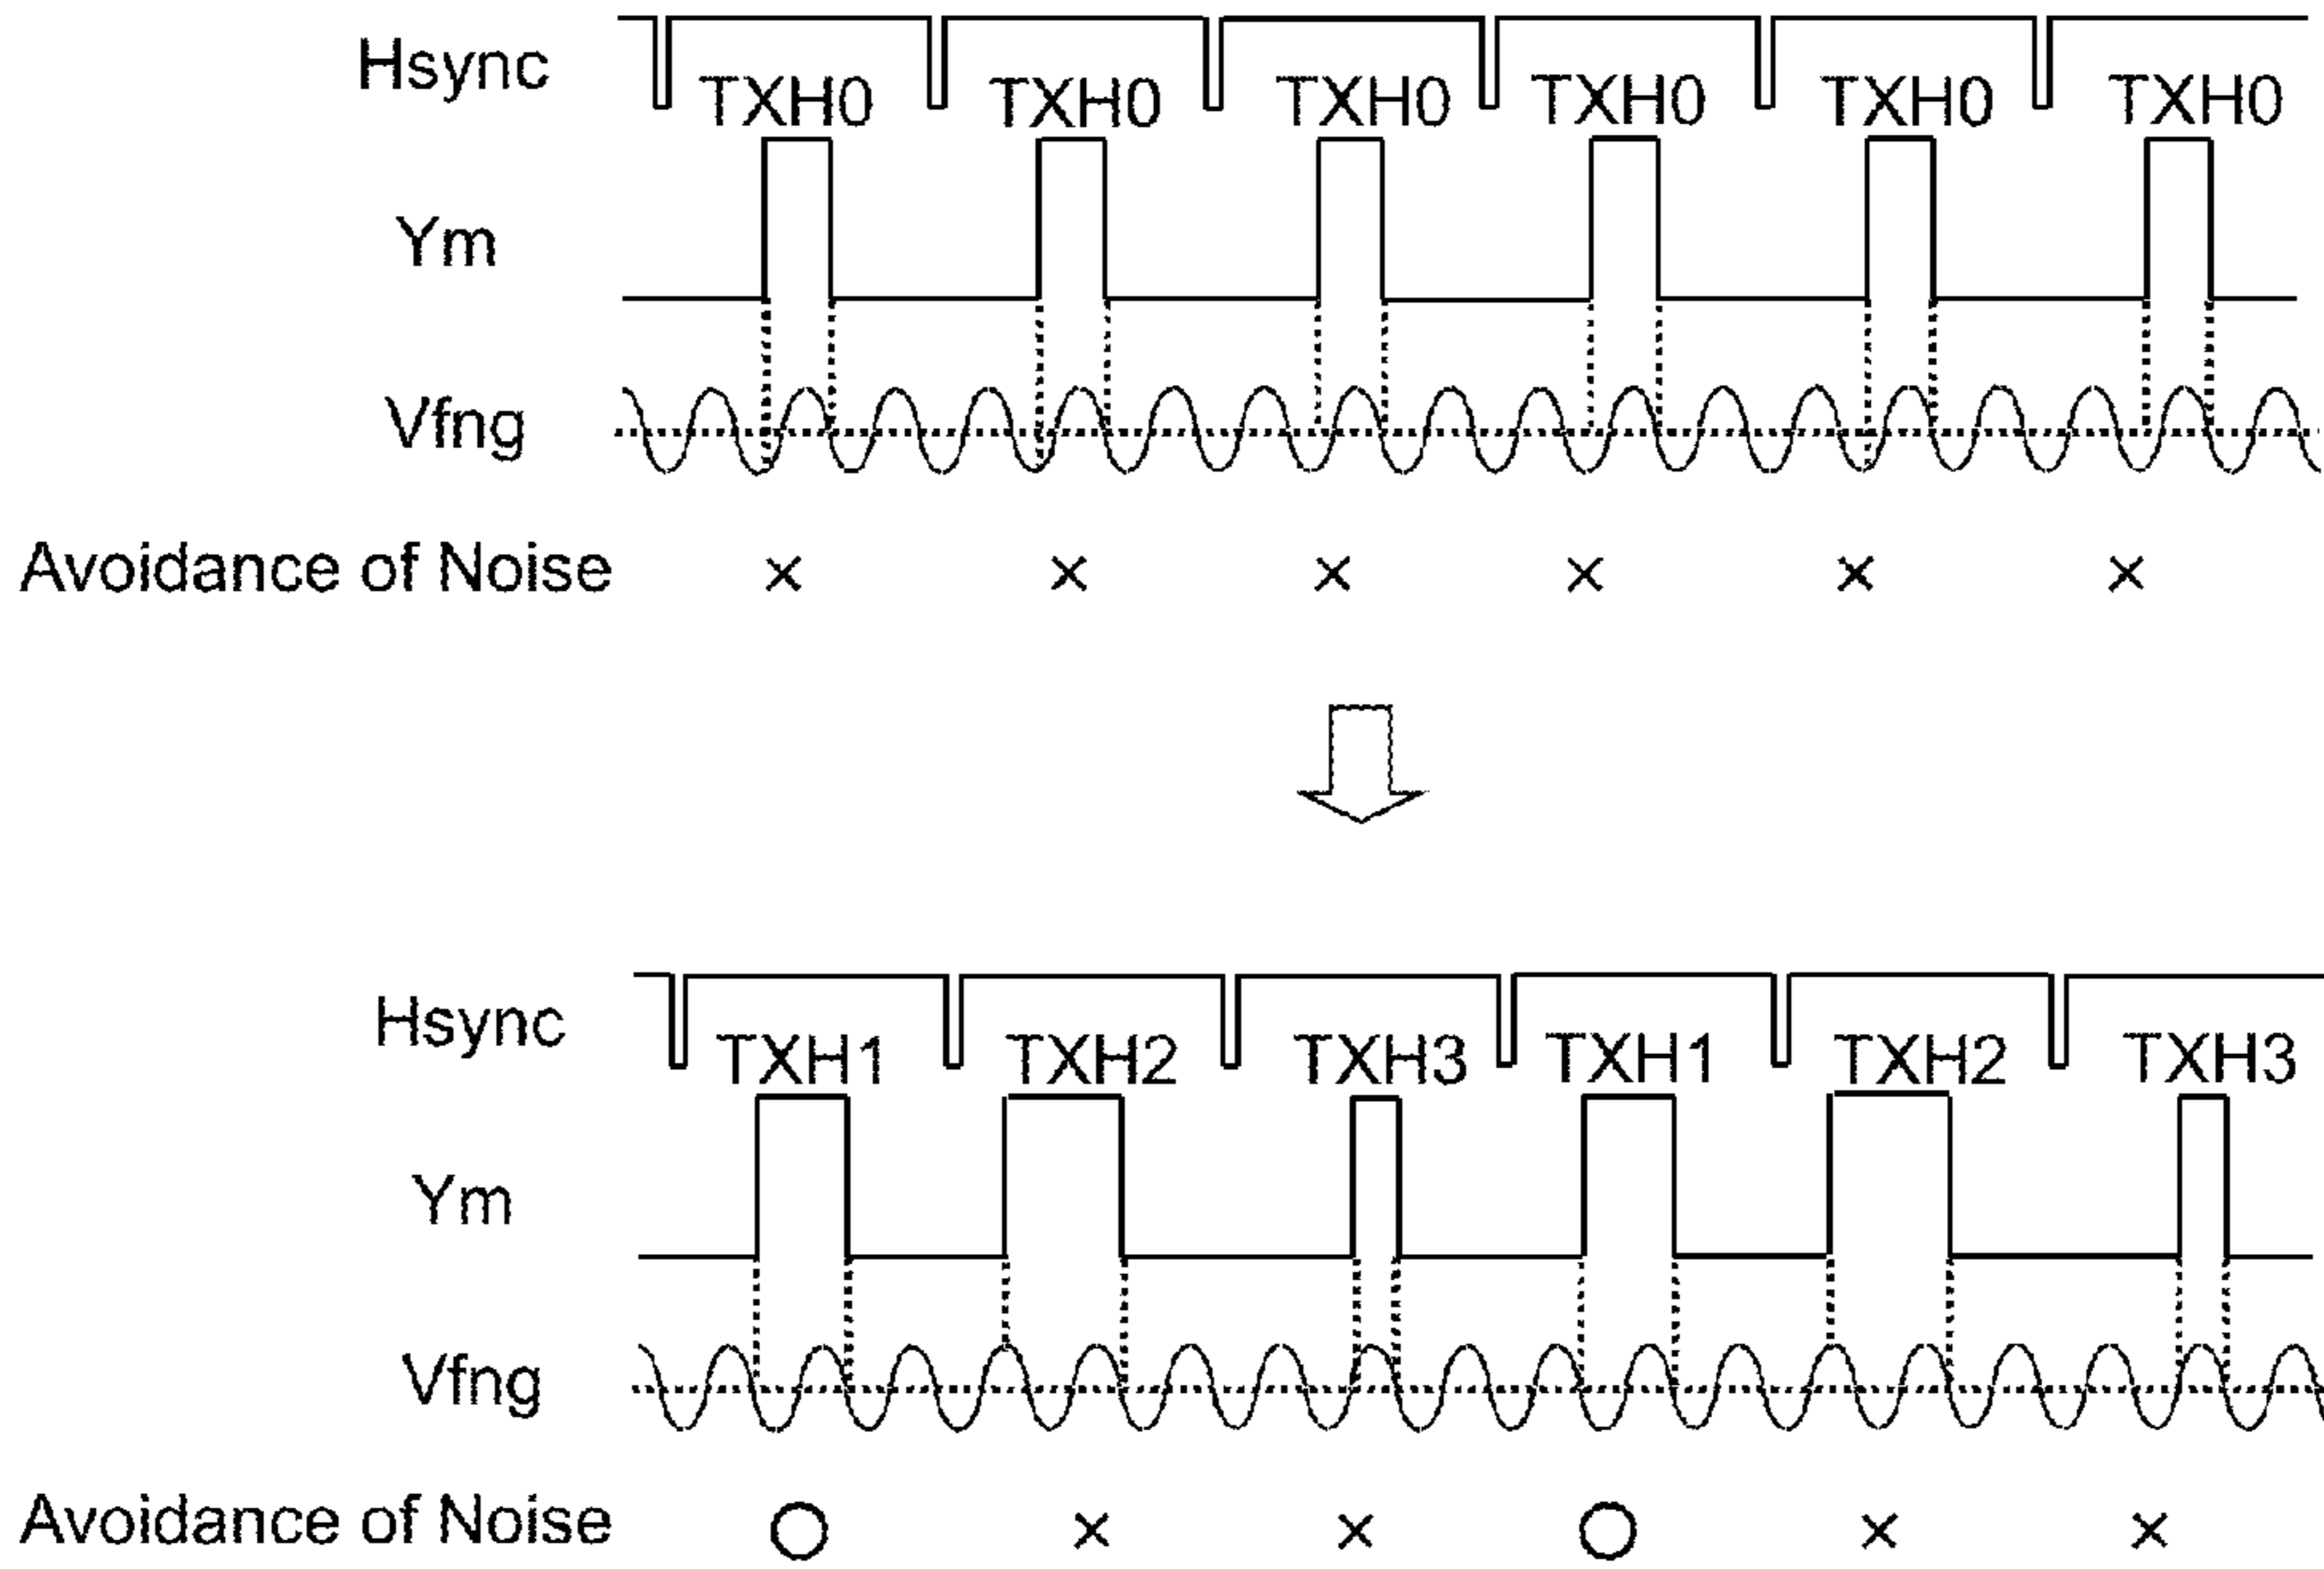 Hsync
TXH0 TXH0 TXH0 TXH0 TXH0 TXH0
Ym
Vfng
Avoidance of Noise × × × × × ×
Hsync
TXH1 TXH2 TXH3 TXH1 TXH2 TXH3
Ym
Vfng
Avoidance of Noise ○ × × ○ × ×